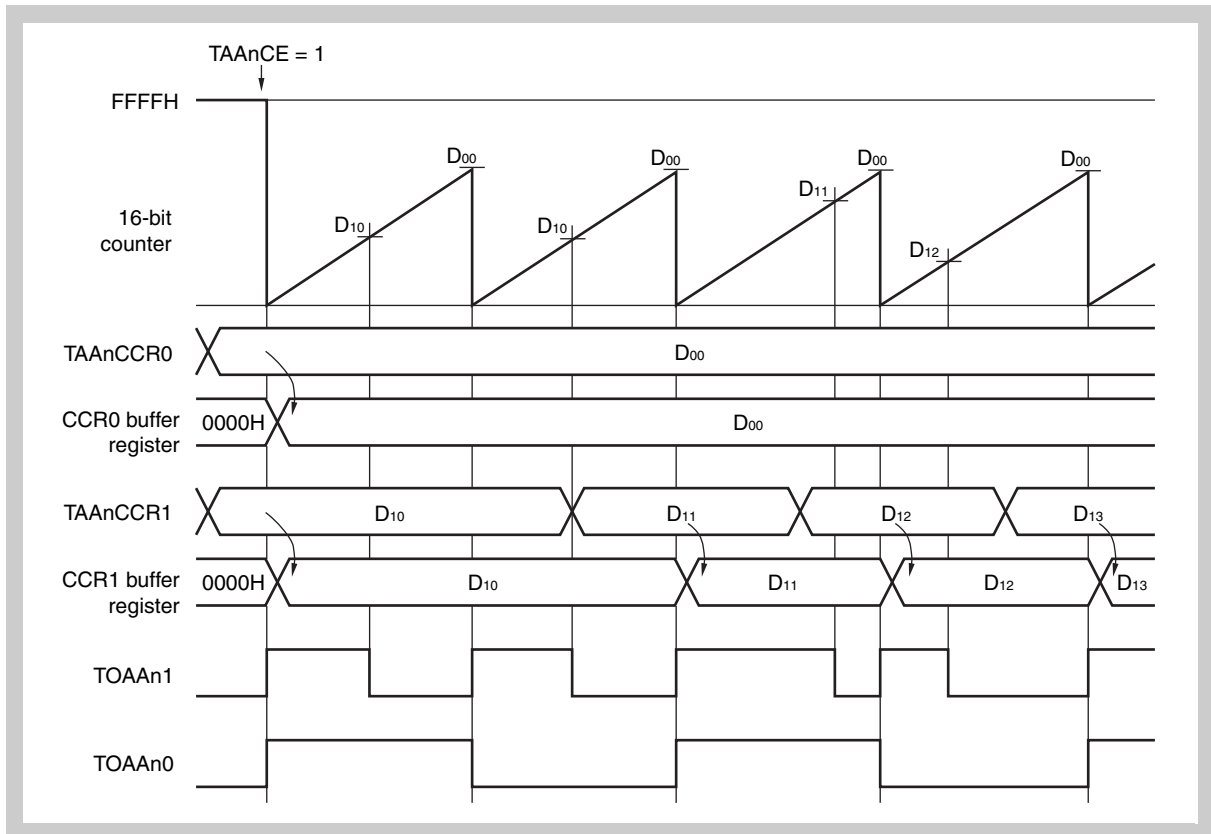 TAAnCE = 1
FFFFH
D00 D00 D00 D00
D11
16-bit
counter
D10 D10
D12
TAAnCCR0 D00
CCR0 buffer
register
0000H D00
TAAnCCR1 D10 D11 D12 D13
CCR1 buffer
register
0000H D10 D11 D12 D13
TOAAn1
TOAAn0